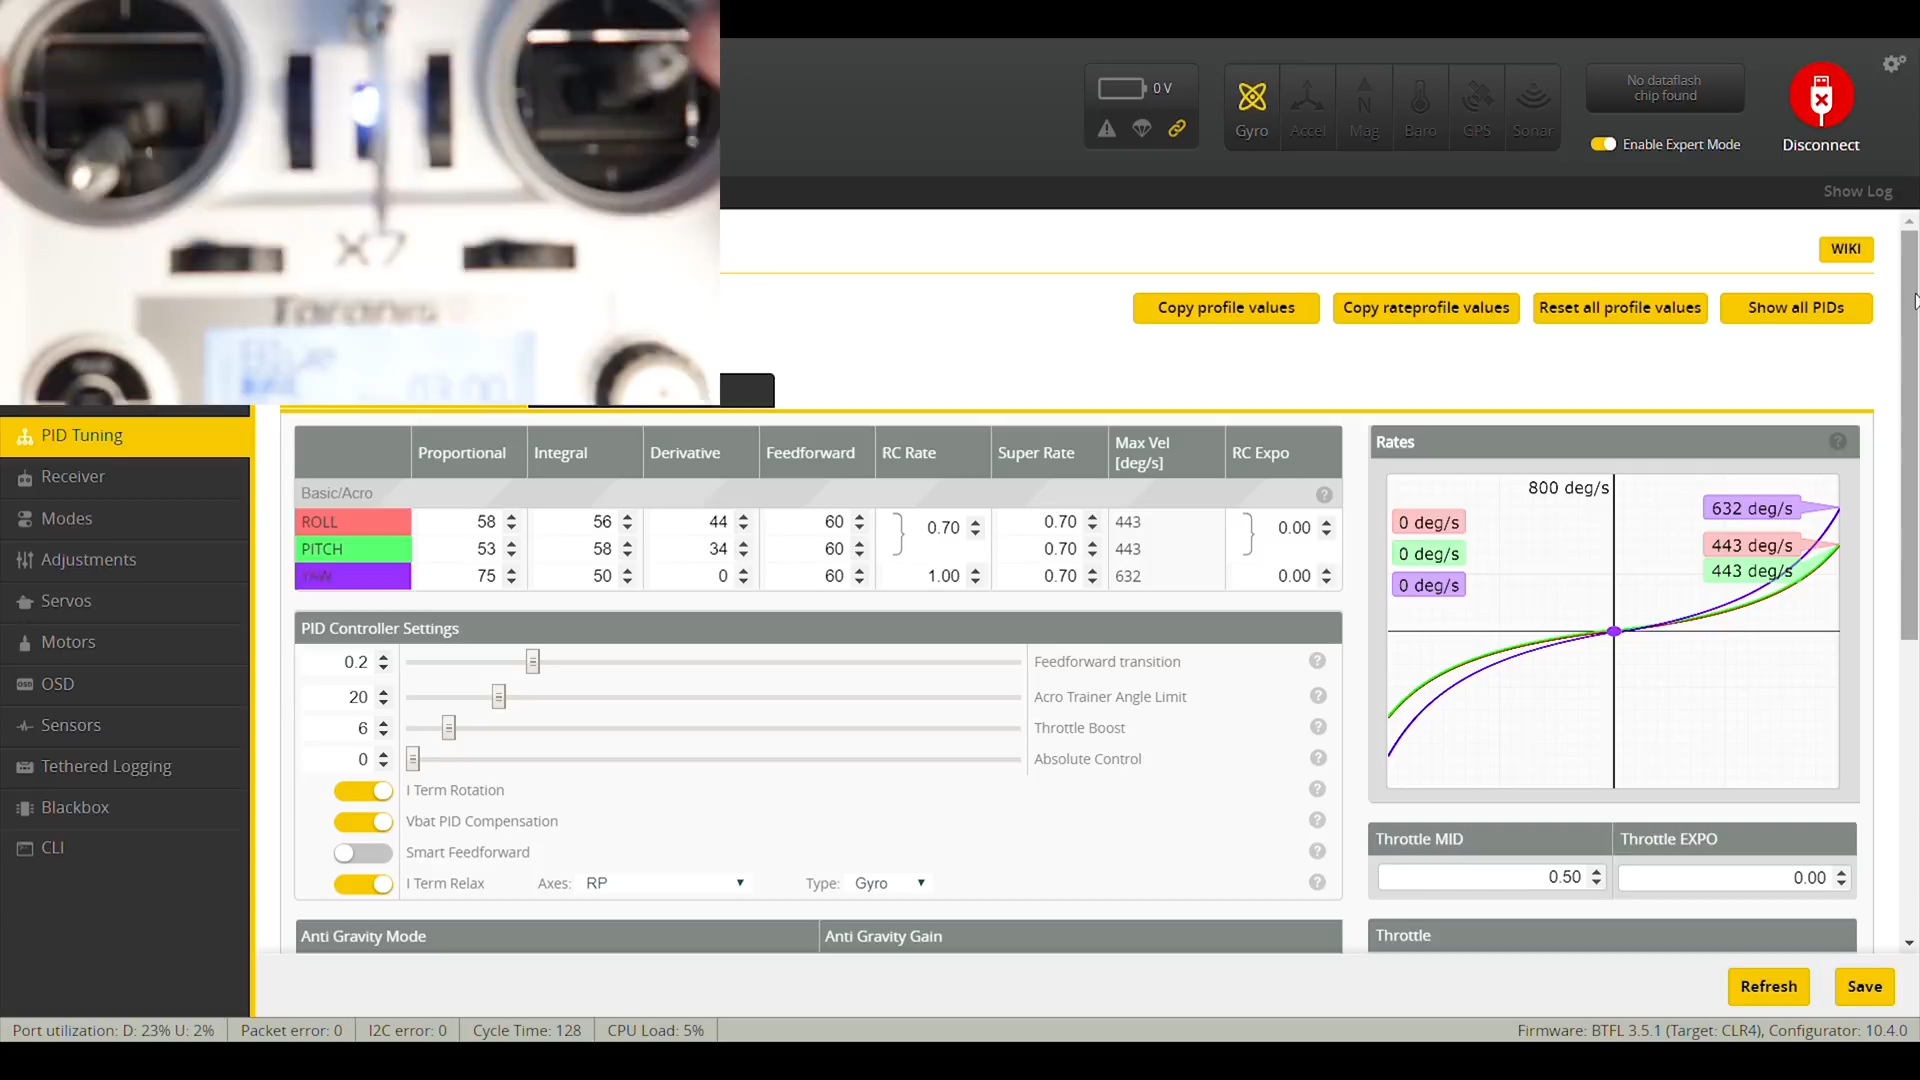 X7
Taranis
Blue
03:00
0 V
Gyro
Accel
Mag
Baro
GPS
Sonar
No dataflash
chip found
Enable Expert Mode
Disconnect
Show Log
WIKI
Copy profile values
Copy rateprofile values
Reset all profile values
Show all PIDs
PID Tuning
Receiver
Modes
Adjustments
Servos
Motors
OSD
Sensors
Tethered Logging
Blackbox
CLI
Proportional Integral Derivative Feedforward RC Rate Super Rate Max Vel [deg/s] RC Expo
Basic/Acro
ROLL 58 56 44 60 0.70 0.70 443 0.00
PITCH 53 58 34 60 0.70 443
YAW 75 50 0 60 1.00 0.70 632 0.00
PID Controller Settings
0.2 Feedforward transition
20 Acro Trainer Angle Limit
6 Throttle Boost
0 Absolute Control
I Term Rotation
Vbat PID Compensation
Smart Feedforward
I Term Relax Axes: RP Type: Gyro
Anti Gravity Mode Anti Gravity Gain
Rates
800 deg/s
0 deg/s
0 deg/s
0 deg/s
632 deg/s
443 deg/s
443 deg/s
Throttle MID Throttle EXPO
0.50 0.00
Throttle
Refresh
Save
Port utilization: D: 23% U: 2% Packet error: 0 I2C error: 0 Cycle Time: 128 CPU Load: 5% Firmware: BTFL 3.5.1 (Target: CLR4), Configurator: 10.4.0